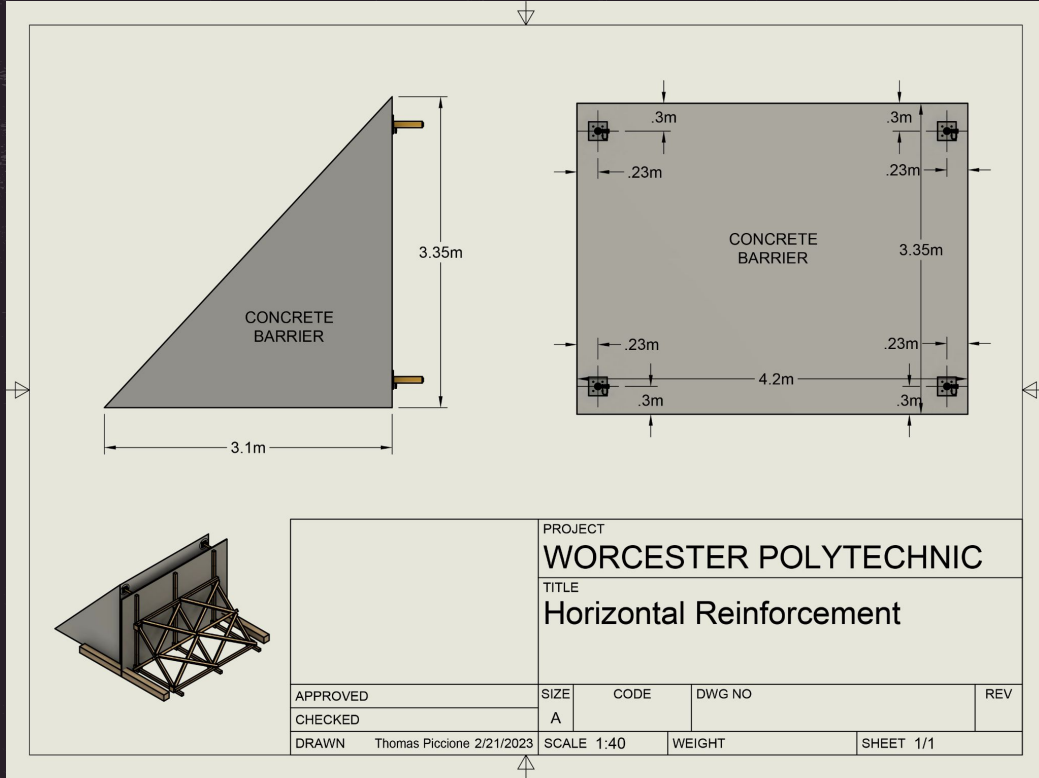 3.35m
CONCRETE
BARRIER
3.1m
.3m
.3m
.23m
.23m
CONCRETE
BARRIER
3.35m
.23m
.23m
4.2m
.3m
.3m
PROJECT
WORCESTER POLYTECHNIC
TITLE
Horizontal Reinforcement
APPROVED
CHECKED
DRAWN Thomas Piccione 2/21/2023
SIZE CODE DWG NO REV
A
SCALE 1:40 WEIGHT SHEET 1/1